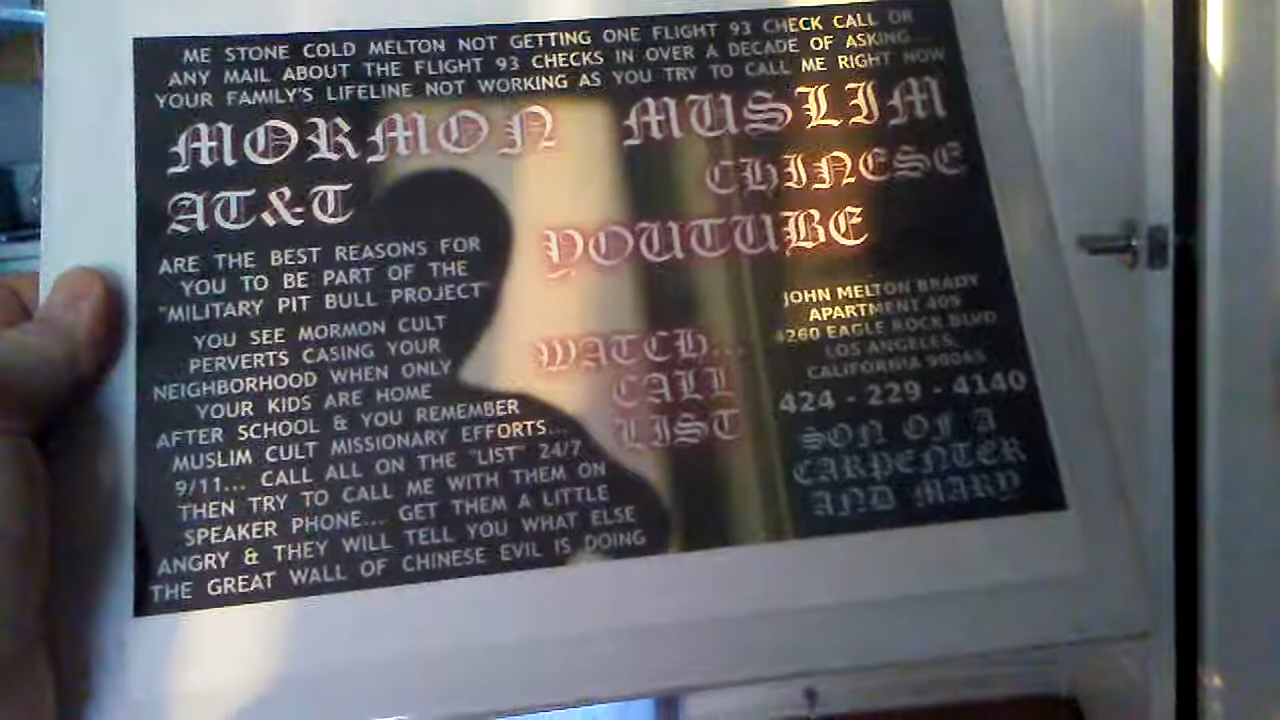 ME STONE COLD MELTON NOT GETTING ONE FLIGHT 93 CHECK CALL OR
ANY MAIL ABOUT THE FLIGHT 93 CHECKS IN OVER A DECADE OF ASKING...
YOUR FAMILY'S LIFELINE NOT WORKING AS YOU TRY TO CALL ME RIGHT NOW
MORMON MUSLIM
AT&T CHINESE
YOUTUBE
ARE THE BEST REASONS FOR
YOU TO BE PART OF THE
"MILITARY PIT BULL PROJECT"
YOU SEE MORMON CULT
PERVERTS CASING YOUR
NEIGHBORHOOD WHEN ONLY
YOUR KIDS ARE HOME
AFTER SCHOOL & YOU REMEMBER
MUSLIM CULT MISSIONARY EFFORTS...
9/11... CALL ALL ON THE "LIST" 24/7
THEN TRY TO CALL ME WITH THEM ON
SPEAKER PHONE... GET THEM A LITTLE
ANGRY & THEY WILL TELL YOU WHAT ELSE
THE GREAT WALL OF CHINESE EVIL IS DOING
WATCH...
CALL
LIST
JOHN MELTON BRADY
APARTMENT 409
4260 EAGLE ROCK BLVD
LOS ANGELES,
CALIFORNIA 90065
424 - 229 - 4140
SON OF A
CARPENTER
AND MARY